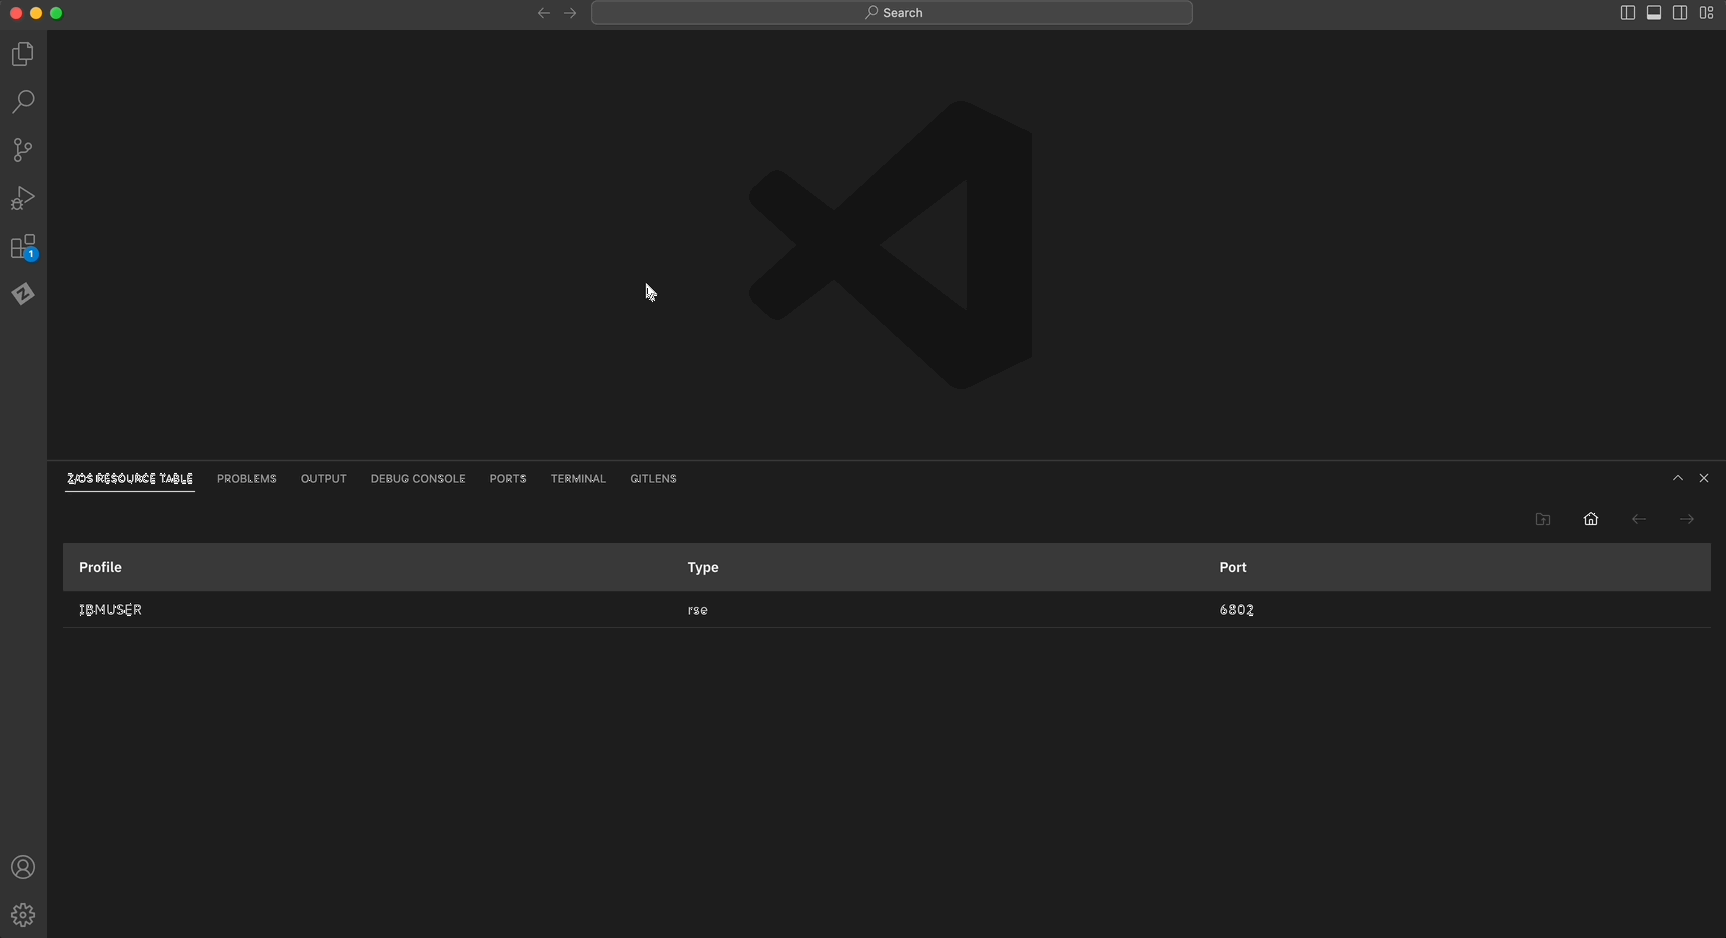 Search
1
Z/OS RESOURCE TABLE PROBLEMS OUTPUT DEBUG CONSOLE PORTS TERMINAL GITLENS
Profile Type Port
IBMUSER rse 6802